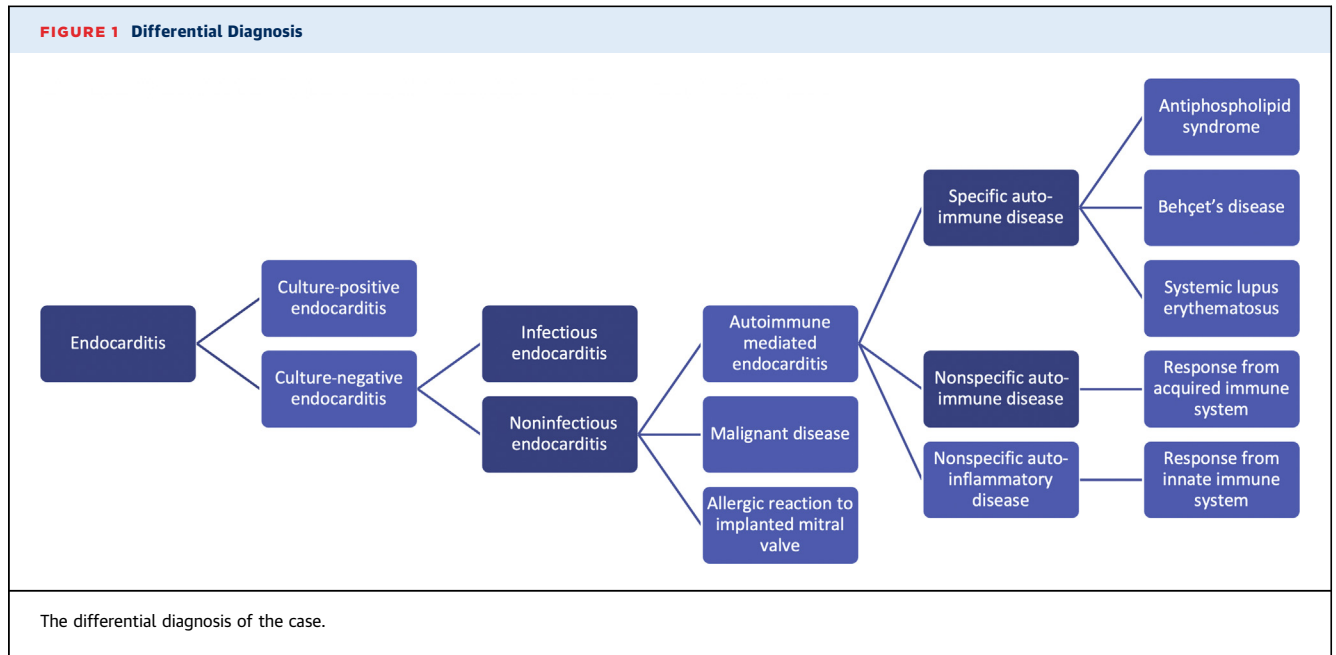 FIGURE 1 Differential Diagnosis
Endocarditis
Culture-positive
endocarditis
Culture-negative
endocarditis
Infectious
endocarditis
Noninfectious
endocarditis
Autoimmune
mediated
endocarditis
Malignant disease
Allergic reaction to
implanted mitral
valve
Specific auto-
immune disease
Nonspecific auto-
immune disease
Nonspecific auto-
inflammatory
disease
Antiphospholipid
syndrome
Behçet's disease
Systemic lupus
erythematosus
Response from
acquired immune
system
Response from
innate immune
system
The differential diagnosis of the case.